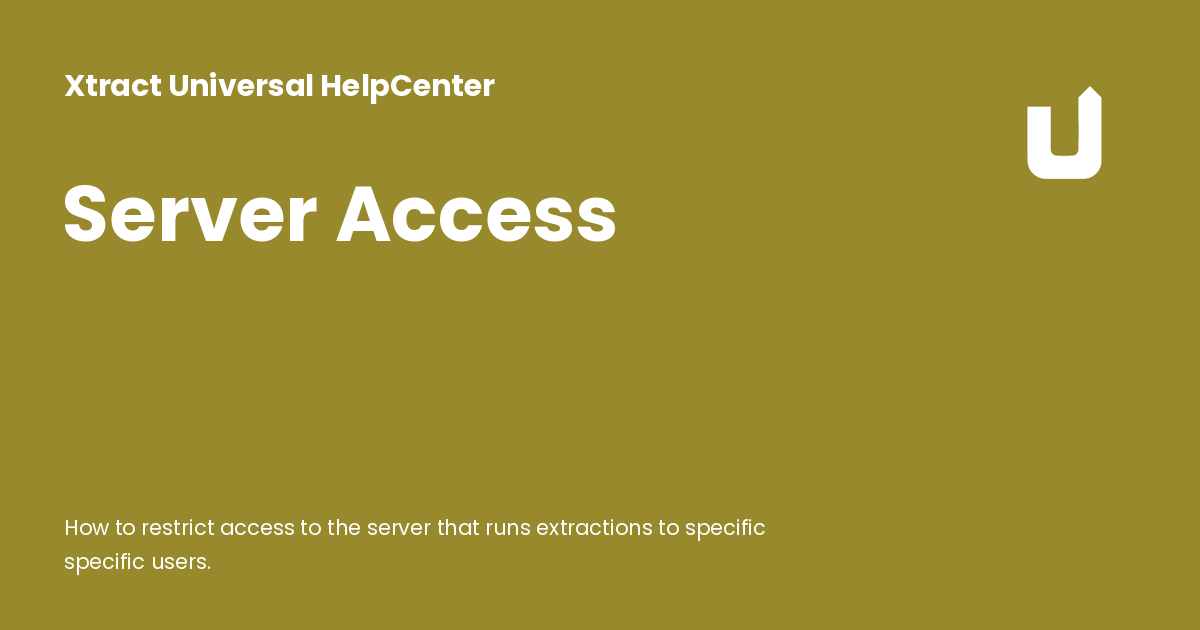 Xtract Universal HelpCenter
Server Access
How to restrict access to the server that runs extractions to specific
specific users.